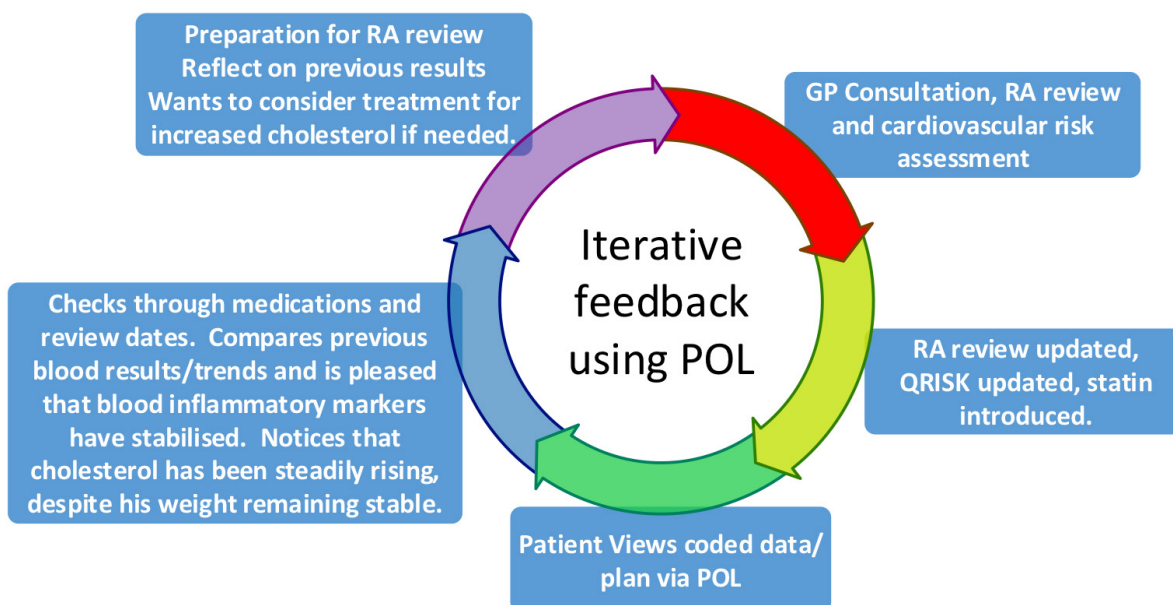 Preparation for RA review
Reflect on previous results
Wants to consider treatment for
increased cholesterol if needed.
GP Consultation, RA review
and cardiovascular risk
assessment
Iterative
feedback
using POL
Checks through medications and
review dates.  Compares previous
blood results/trends and is pleased
that blood inflammatory markers
have stabilised.  Notices that
cholesterol has been steadily rising,
despite his weight remaining stable.
RA review updated,
QRISK updated, statin
introduced.
Patient Views coded data/
plan via POL